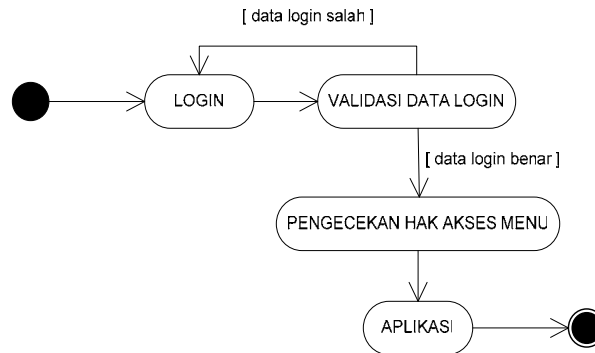 [ data login salah ]
LOGIN
VALIDASI DATA LOGIN
[ data login benar ]
PENGECEKAN HAK AKSES MENU
APLIKASI